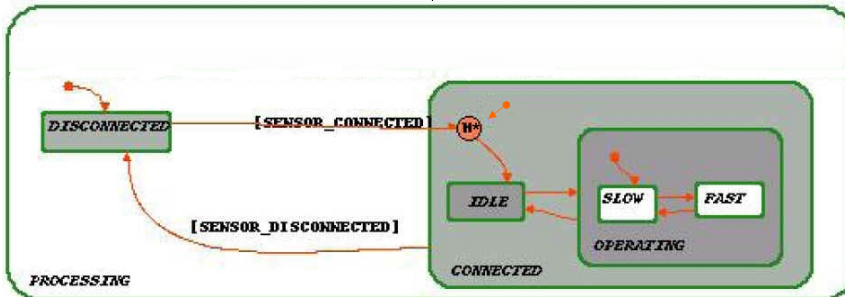 DISCONNECTED
[SENSOR_CONNECTED]
H*
IDLE
SLOW
FAST
[SENSOR_DISCONNECTED]
OPERATING
CONNECTED
PROCESSING